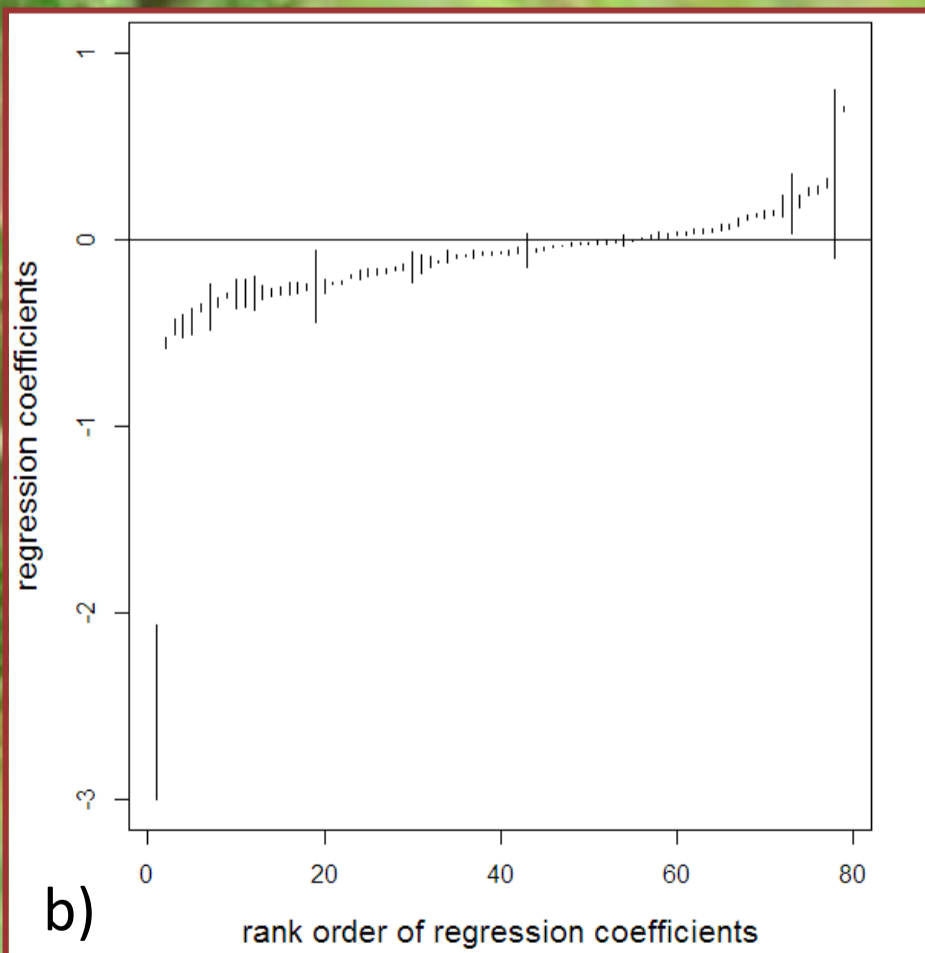 1
0
-1
-2
-3
regression coefficients
0 20 40 60 80
b)
rank order of regression coefficients